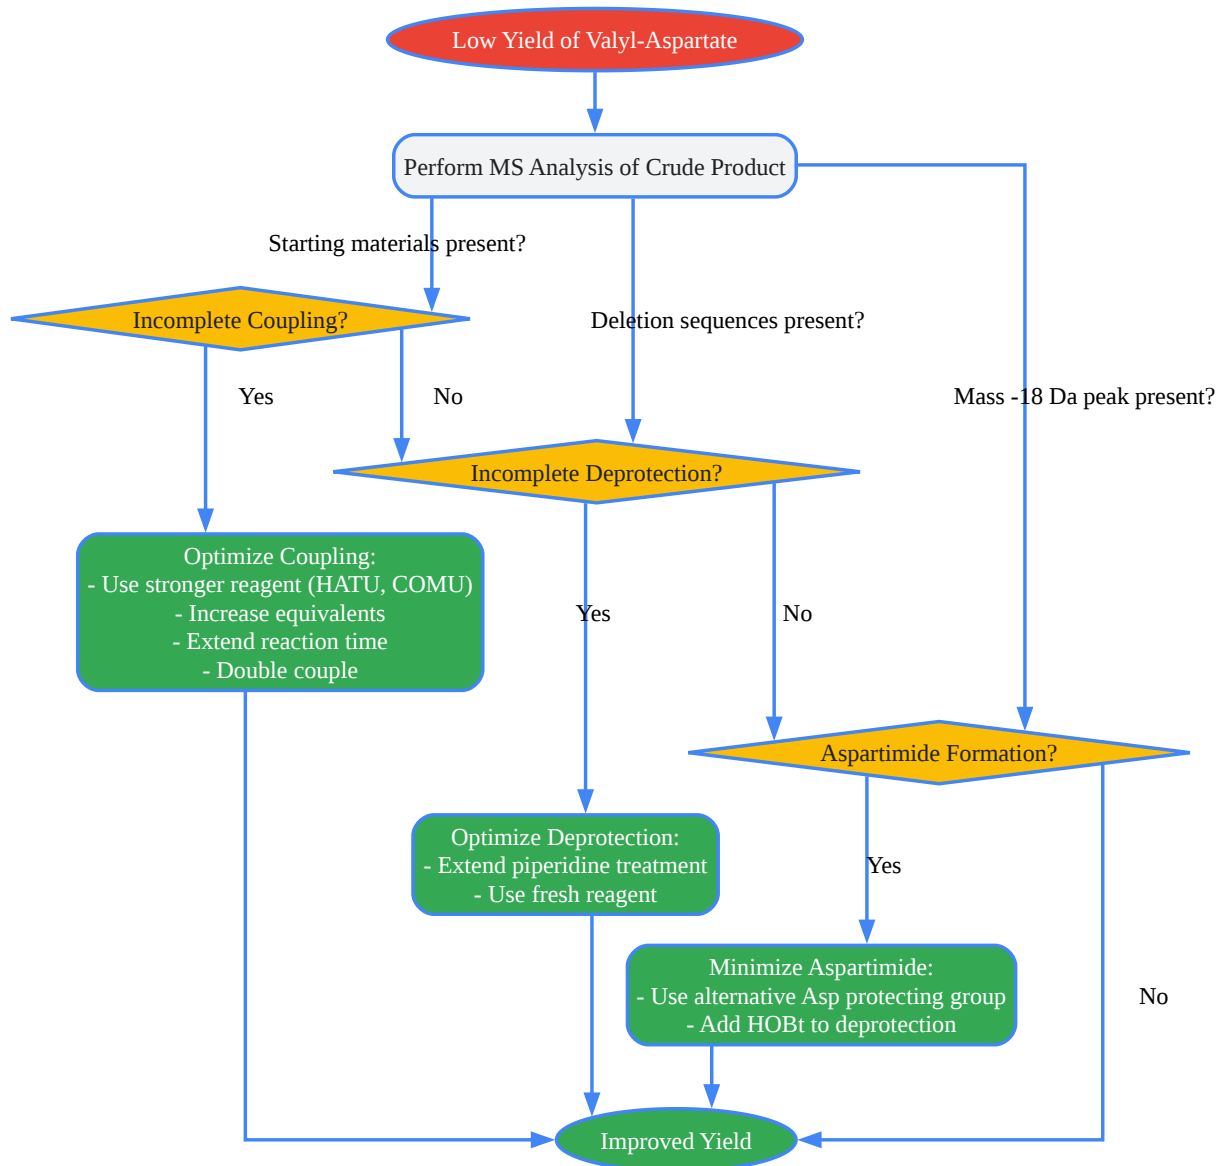 Low Yield of Valyl-Aspartate
Perform MS Analysis of Crude Product
Starting materials present?
Incomplete Coupling?
Deletion sequences present?
Mass -18 Da peak present?
Yes
No
Incomplete Deprotection?
Optimize Coupling:
- Use stronger reagent (HATU, COMU)
- Increase equivalents
- Extend reaction time
- Double couple
Yes
No
Aspartimide Formation?
Optimize Deprotection:
- Extend piperidine treatment
- Use fresh reagent
Yes
No
Minimize Aspartimide:
- Use alternative Asp protecting group
- Add HOBt to deprotection
Improved Yield